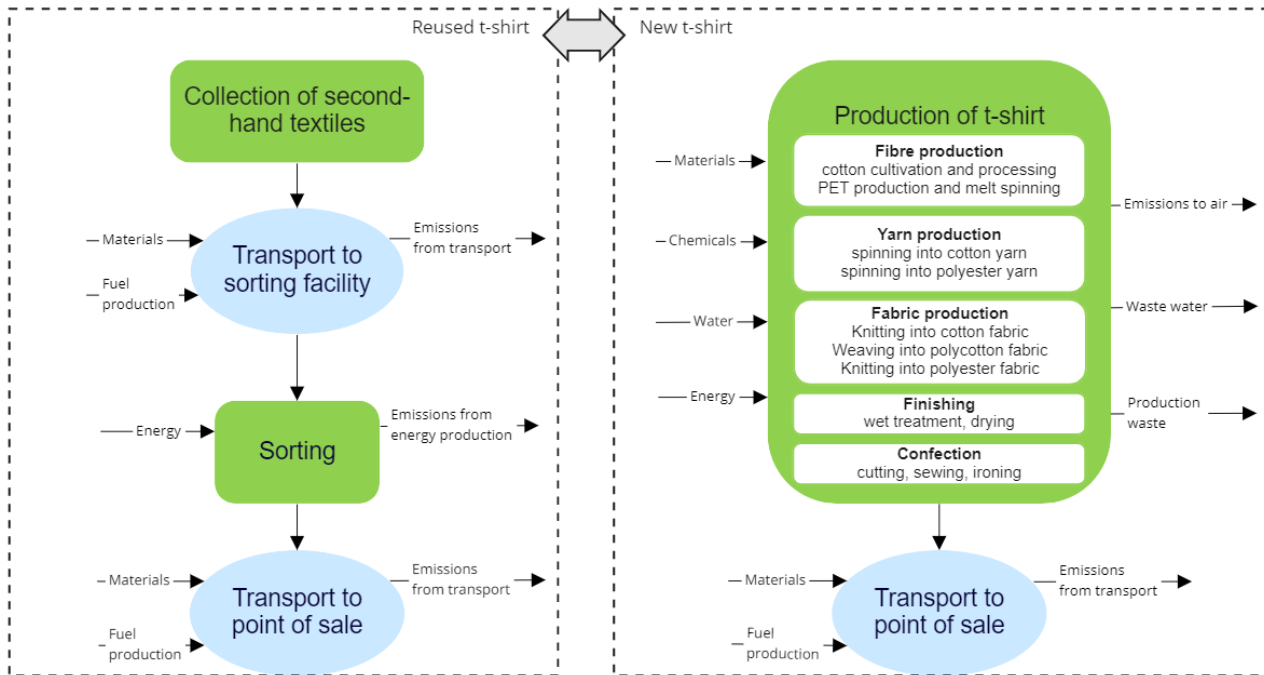 Reused t-shirt
New t-shirt
Collection of second-
hand textiles
Materials
Fuel
production
Transport to
sorting facility
Emissions
from transport
Energy
Sorting
Emissions from
energy production
Materials
Fuel
production
Transport to
point of sale
Emissions
from transport
Production of t-shirt
Materials
Chemicals
Water
Energy
Fibre production
cotton cultivation and processing
PET production and melt spinning
Yarn production
spinning into cotton yarn
spinning into polyester yarn
Fabric production
Knitting into cotton fabric
Weaving into polycotton fabric
Knitting into polyester fabric
Finishing
wet treatment, drying
Confection
cutting, sewing, ironing
Emissions to air
Waste water
Production
waste
Materials
Fuel
production
Transport to
point of sale
Emissions
from transport